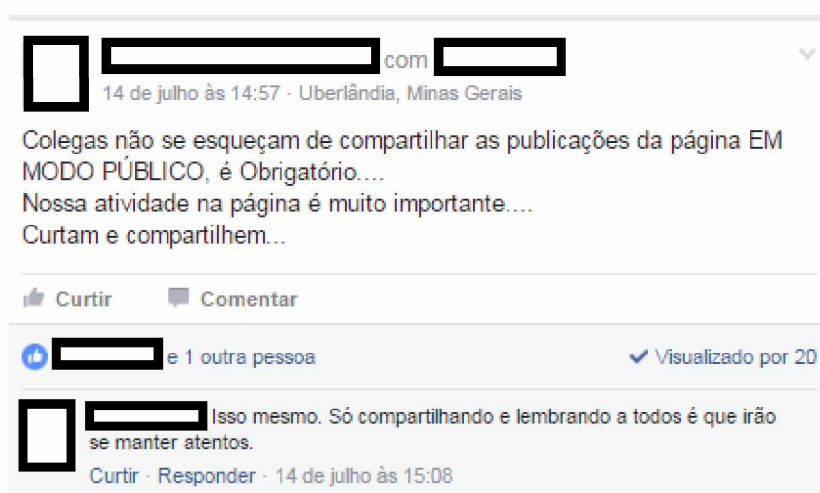 com
14 de julho às 14:57 · Uberlândia, Minas Gerais
Colegas não se esqueçam de compartilhar as publicações da página EM
MODO PÚBLICO, é Obrigatório....
Nossa atividade na página é muito importante....
Curtam e compartilhem...
Curtir Comentar
e 1 outra pessoa Visualizado por 20
Isso mesmo. Só compartilhando e lembrando a todos é que irão
se manter atentos.
Curtir · Responder · 14 de julho às 15:08